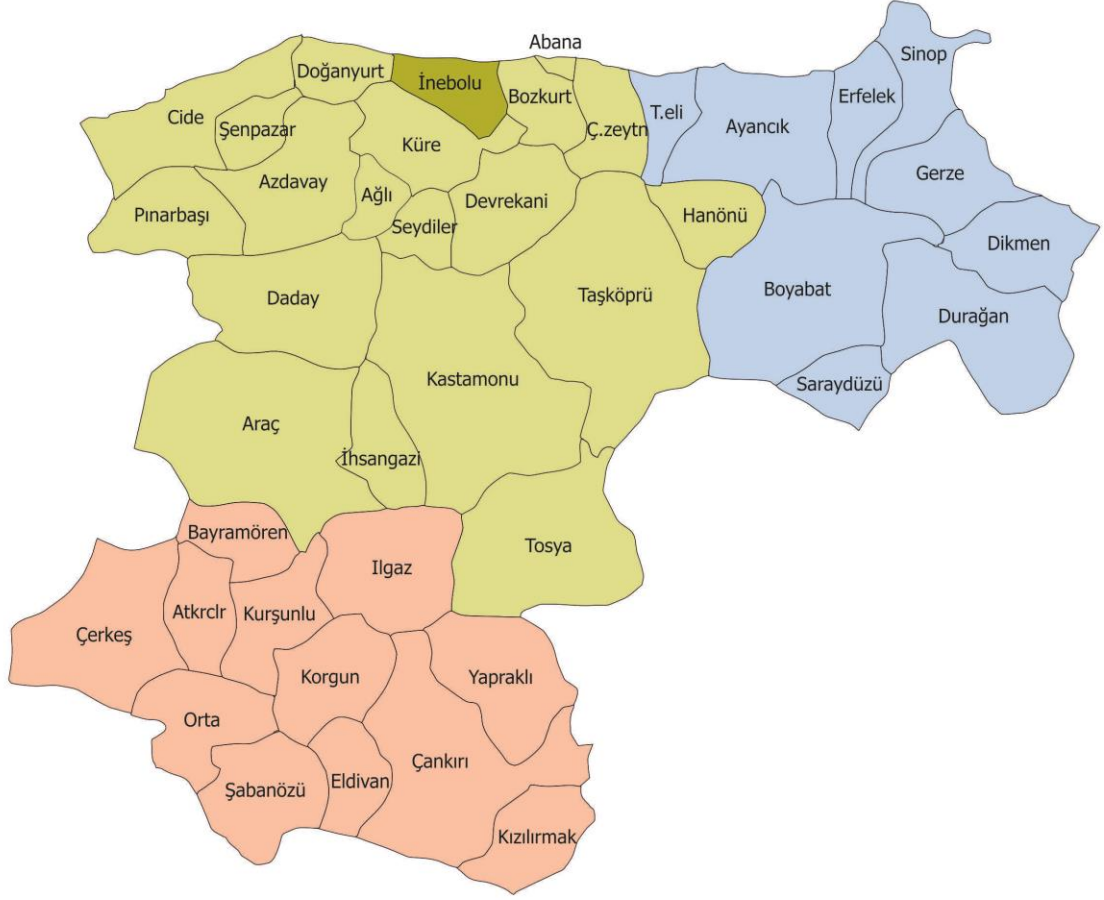 Abana
Sinop
Doğanyurt
İnebolu
Bozkurt
Erfelek
Cide
Şenpazar
Küre
Ç.zeytn
T.eli
Ayancık
Azdavay
Ağlı
Devrekani
Gerze
Pınarbaşı
Seydiler
Hanönü
Dikmen
Daday
Taşköprü
Boyabat
Durağan
Kastamonu
Saraydüzü
Araç
İhsangazi
Bayramören
Ilgaz
Tosya
Atkrclr
Kurşunlu
Çerkeş
Korgun
Yapraklı
Orta
Çankırı
Şabanözü
Eldivan
Kızılırmak